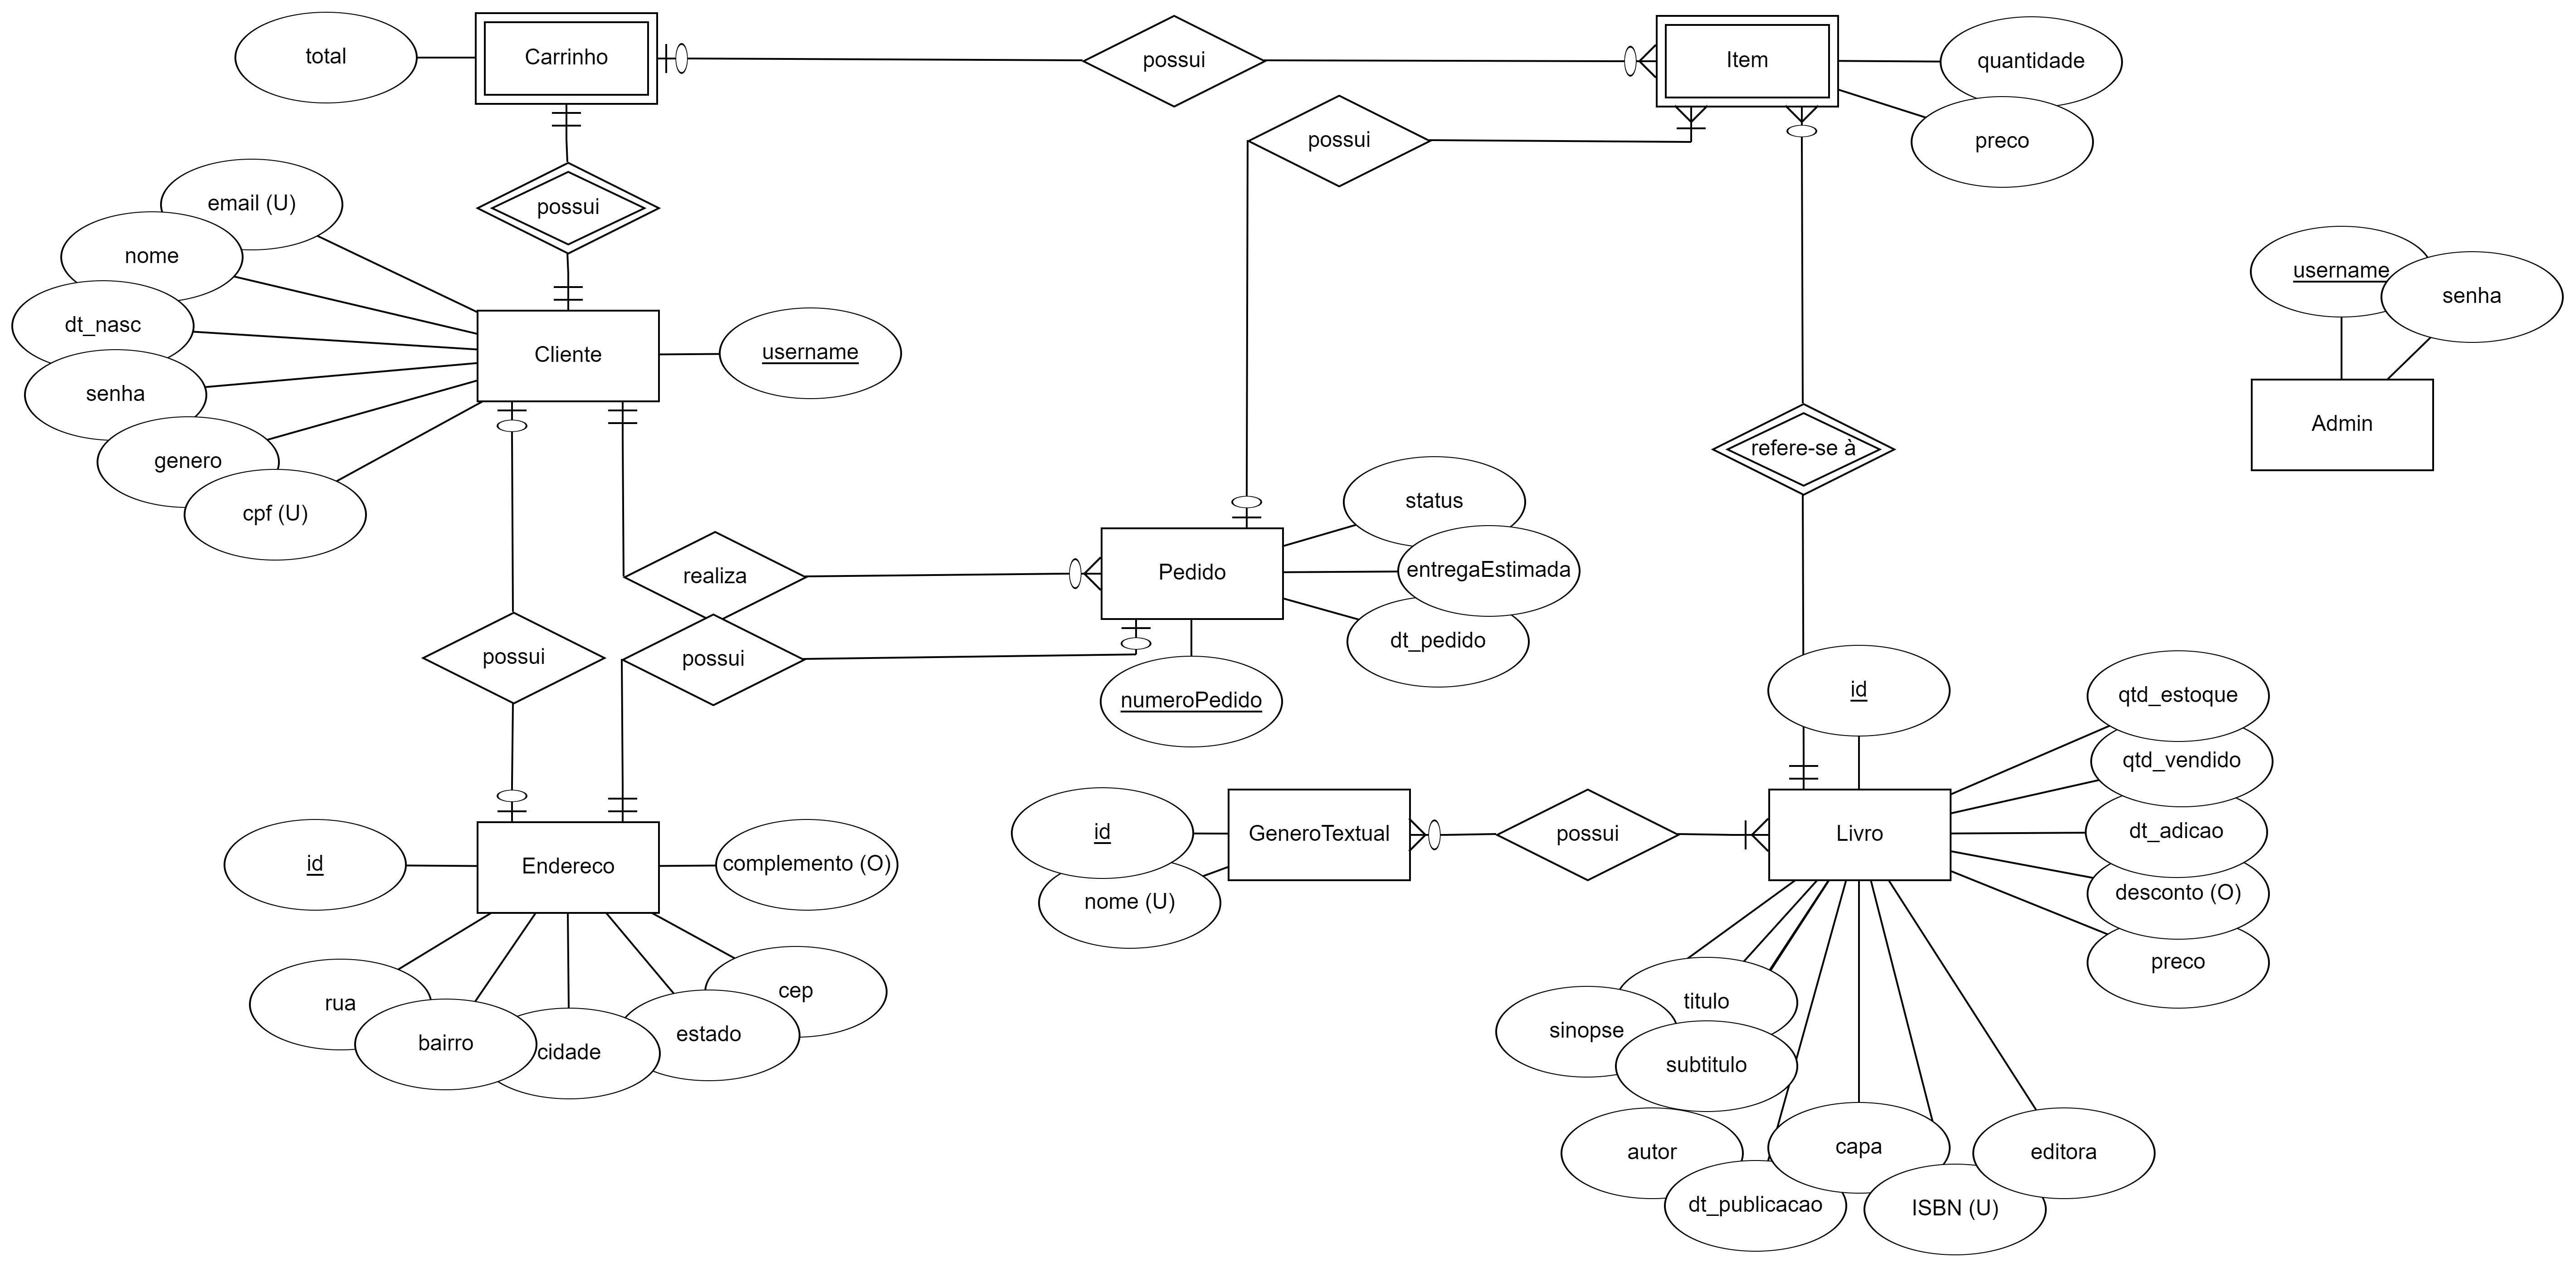 total
Carrinho
possui
Item
quantidade
preco
possui
possui
email (U)
nome
dt_nasc
senha
genero
cpf (U)
Cliente
username
username
senha
Admin
refere-se à
status
entregaEstimada
dt_pedido
Pedido
numeroPedido
realiza
possui
possui
id
Endereco
complemento (O)
rua
bairro
cidade
estado
cep
id
nome (U)
GeneroTextual
possui
Livro
id
qtd_estoque
qtd_vendido
dt_adicao
desconto (O)
preco
titulo
sinopse
subtitulo
autor
dt_publicacao
capa
ISBN (U)
editora